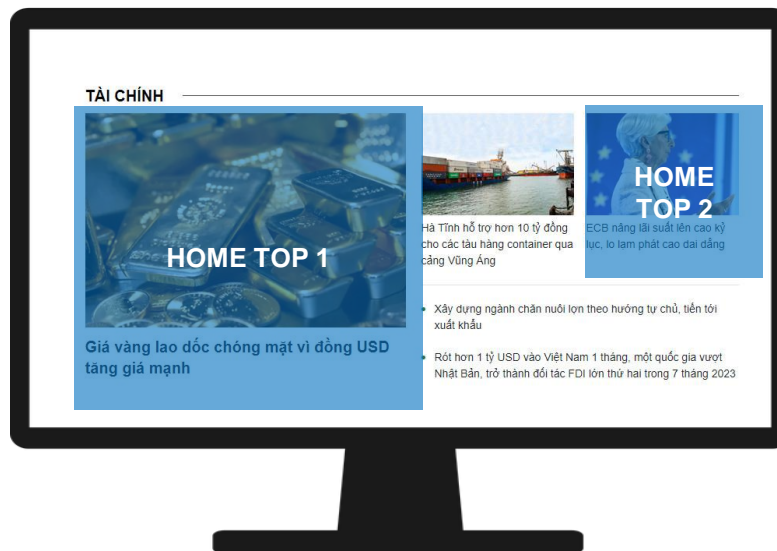 TÀI CHÍNH
HOME TOP 1
Giá vàng lao dốc chóng mặt vì đồng USD
tăng giá mạnh
Hà Tĩnh hỗ trợ hơn 10 tỷ đồng
cho các tàu hàng container qua
cảng Vũng Áng
HOME
TOP 2
ECB nâng lãi suất lên cao kỷ
lục, lo lạm phát cao dai dẳng
Xây dựng ngành chăn nuôi lợn theo hướng tự chủ, tiến tới
xuất khẩu
Rót hơn 1 tỷ USD vào Việt Nam 1 tháng, một quốc gia vượt
Nhật Bản, trở thành đối tác FDI lớn thứ hai trong 7 tháng 2023